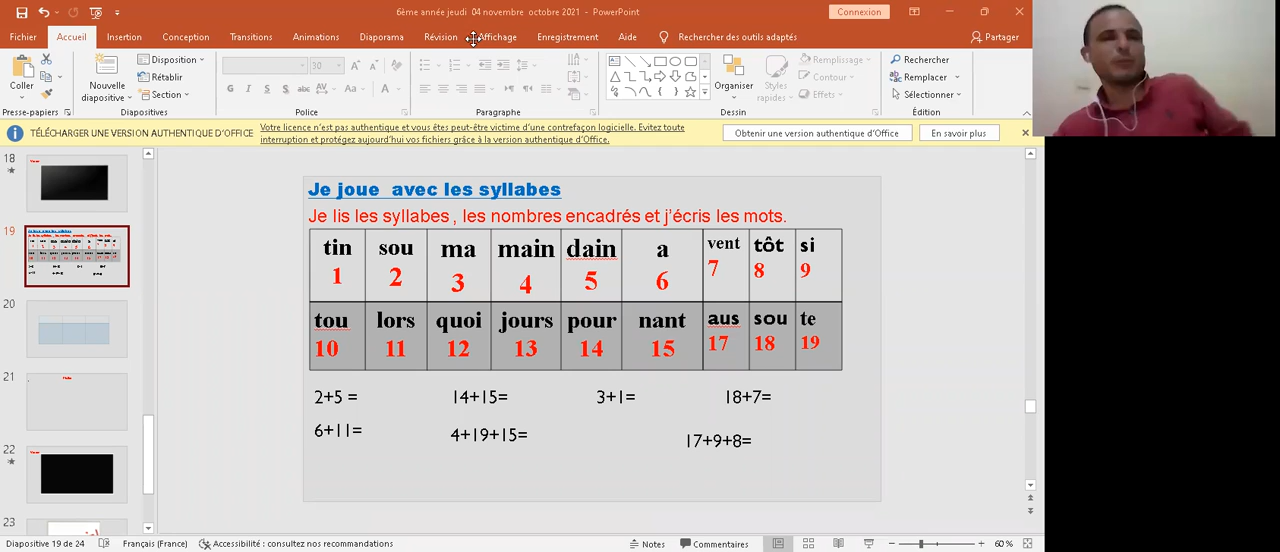 6ème année jeudi 04 novembre octobre 2021 - PowerPoint
Connexion
Fichier Accueil Insertion Conception Transitions Animations Diaporama Révision Affichage Enregistrement Aide Rechercher des outils adaptés Partager
Coller
Nouvelle diapositive
Disposition
Rétablir
Section
30
G I S S abc AV Aa A
Organiser
Styles rapides
Remplissage
Contour
Effets
Rechercher
Remplacer
Sélectionner
Presse-papiers Diapositives Police Paragraphe Dessin Édition
TÉLÉCHARGER UNE VERSION AUTHENTIQUE D'OFFICE
Votre licence n'est pas authentique et vous êtes peut-être victime d'une contrefaçon logicielle. Evitez toute
interruption et protégez aujourd'hui vos fichiers grâce à la version authentique d'Office.
Obtenir une version authentique d'Office
En savoir plus
18
19
20
21
22
23
Je joue avec les syllabes
Je lis les syllabes , les nombres encadrés et j'écris les mots.
tin sou ma main dain a vent tôt si
1 2 3 4 5 6 7 8 9
tou lors quoi jours pour nant aus sou te
10 11 12 13 14 15 17 18 19
2+5 = 14+15= 3+1= 18+7=
6+11= 4+19+15= 17+9+8=
Diapositive 19 de 24 Français (France) Accessibilité : consultez nos recommandations Notes Commentaires 60 %